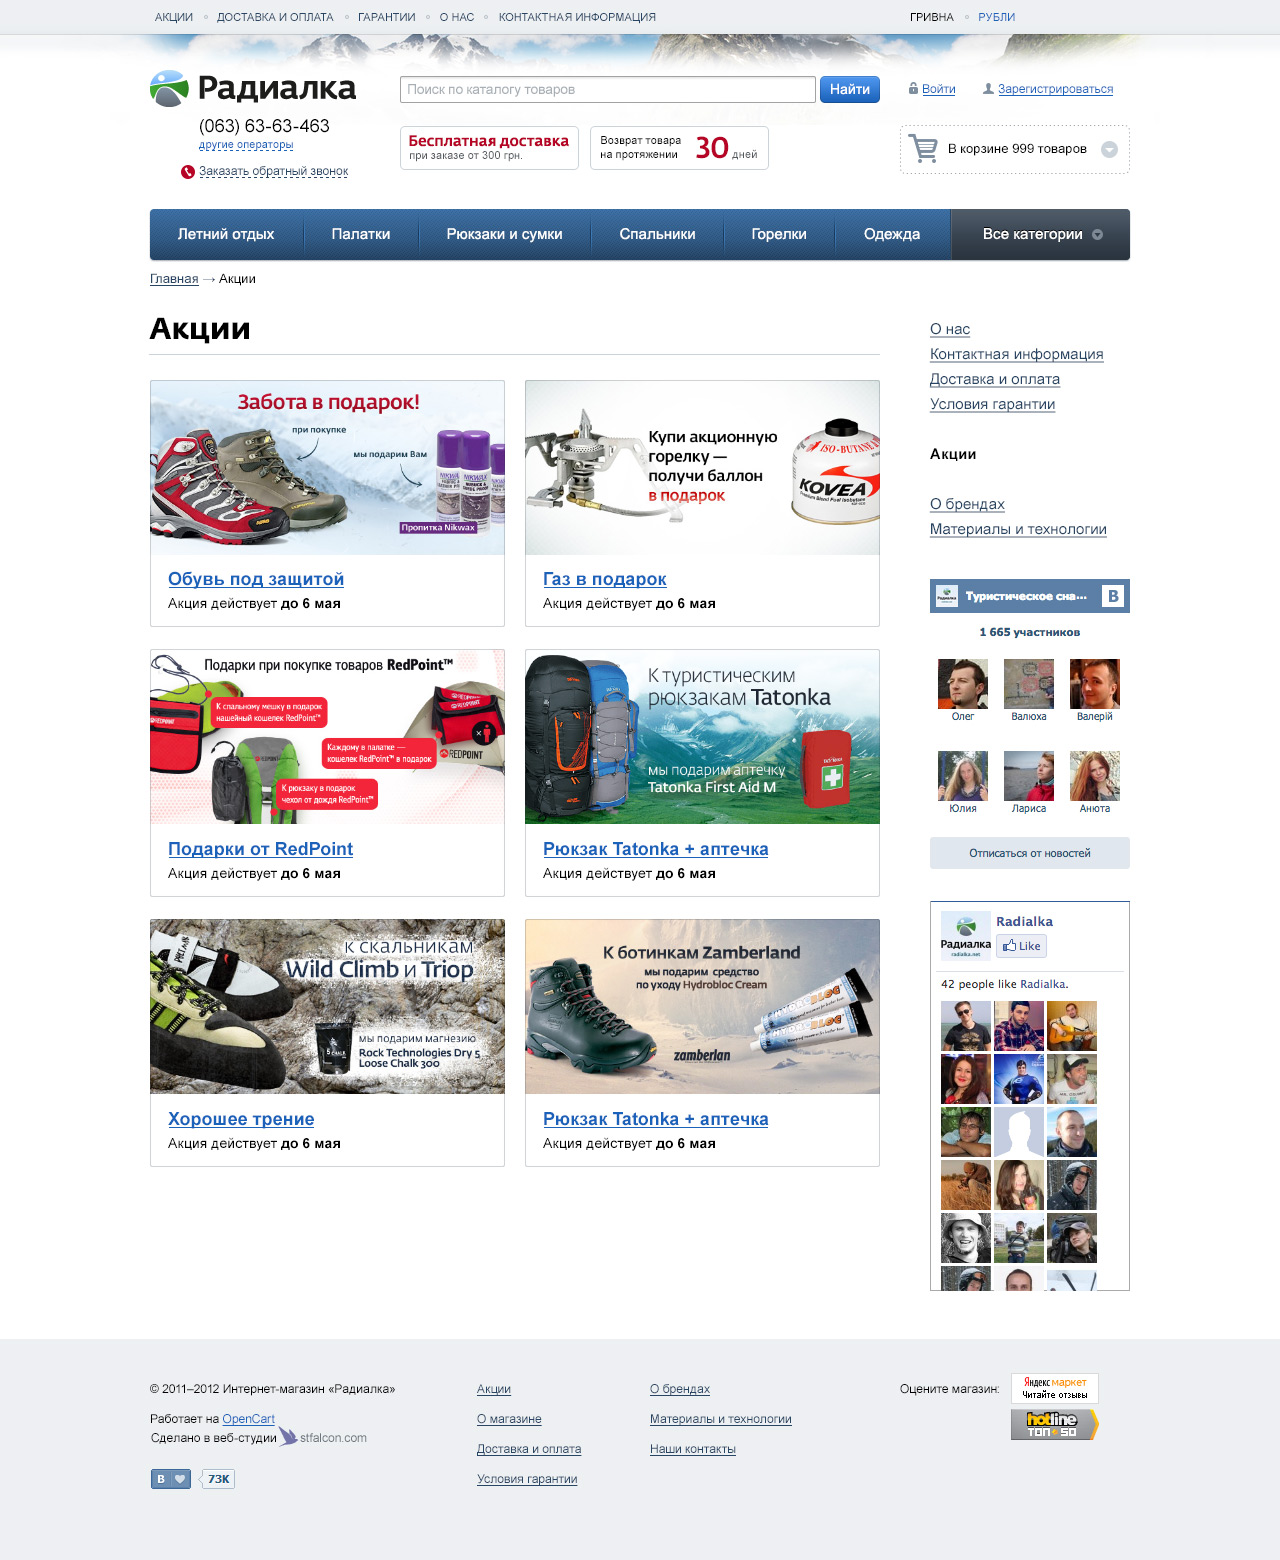 АКЦИИ ДОСТАВКА И ОПЛАТА ГАРАНТИИ О НАС КОНТАКТНАЯ ИНФОРМАЦИЯ ГРИВНА РУБЛИ
Радиалка
Поиск по каталогу товаров Найти
Войти Зарегистрироваться
(063) 63-63-463
другие операторы
Заказать обратный звонок
Бесплатная доставка
при заказе от 300 грн.
Возврат товара
на протяжении 30 дней
В корзине 999 товаров
Летний отдых Палатки Рюкзаки и сумки Спальники Горелки Одежда Все категории
Главная → Акции
Акции
Забота в подарок!
при покупке
мы подарим Вам
NIKWAX
Пропитка Nikwax
Обувь под защитой
Акция действует до 6 мая
Купи акционную
горелку —
получи баллон
в подарок
ISO-BUTANE
KOVEA
Газ в подарок
Акция действует до 6 мая
Подарки при покупке товаров RedPoint™
К спальному мешку в подарок
нашейный кошелек RedPoint™
Каждому в палатке —
кошелек RedPoint™ в подарок
REDPOINT
К рюкзаку в подарок
чехол от дождя RedPoint™
Подарки от RedPoint
Акция действует до 6 мая
К туристическим
рюкзакам Tatonka
мы подарим аптечку
Tatonka First Aid M
Рюкзак Tatonka + аптечка
Акция действует до 6 мая
к скальникам
Wild Climb и Triop
мы подарим магнезию
Rock Technologies Dry 5
Loose Chalk 300
Хорошее трение
Акция действует до 6 мая
К ботинкам Zamberland
мы подарим средство
по уходу Hydrobloc Cream
HYDROBLOC
HYDROBLOC
zamberlan
Рюкзак Tatonka + аптечка
Акция действует до 6 мая
О нас
Контактная информация
Доставка и оплата
Условия гарантии
Акции
О брендах
Материалы и технологии
Радиалка Туристическое сна... В
1 665 участников
Олег Валюха Валерій
Юлия Лариса Анюта
Отписаться от новостей
Радиалка
radialka.net
Radialka
Like
42 people like Radialka.
© 2011–2012 Интернет-магазин «Радиалка»
Работает на OpenCart
Сделано в веб-студии stfalcon.com
В 73K
Акции
О магазине
Доставка и оплата
Условия гарантии
О брендах
Материалы и технологии
Наши контакты
Оцените магазин:
Яндекс маркет
Читайте отзывы
hotline
ТОП-50